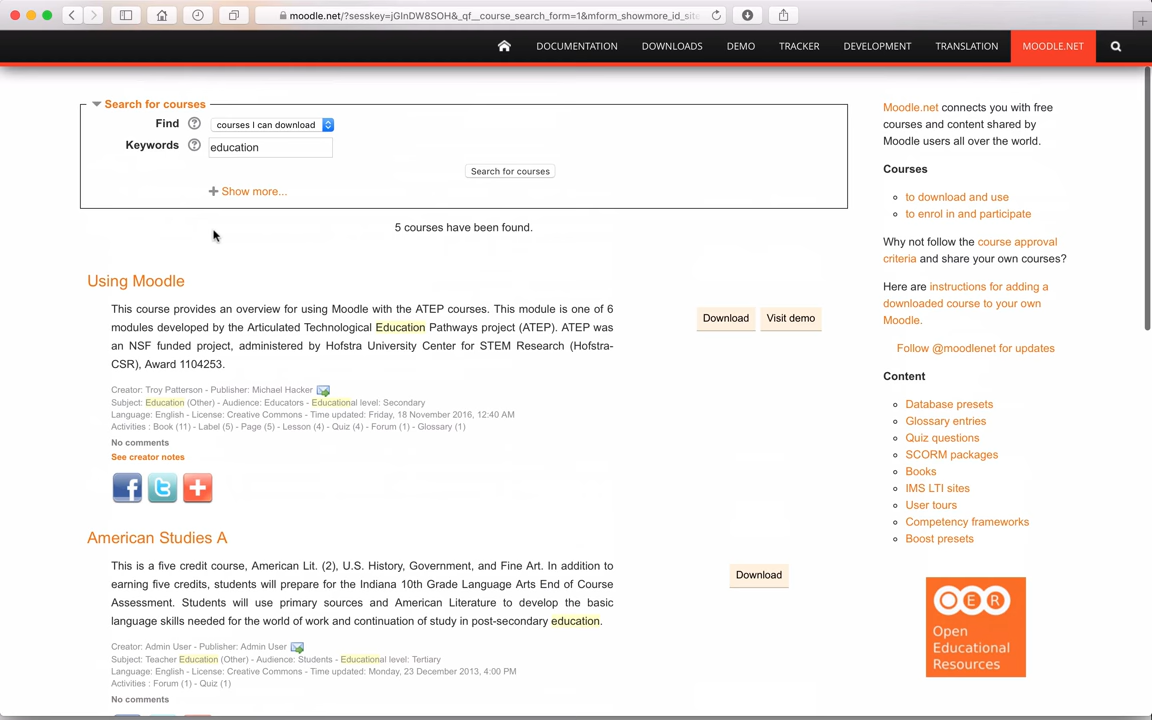 moodle.net/?sesskey=jGInDW8SOH&_qf__course_search_form=1&mform_showmore_id_sit
DOCUMENTATION DOWNLOADS DEMO TRACKER DEVELOPMENT TRANSLATION MOODLE.NET
Search for courses
Find ? courses I can download
Keywords ? education
Search for courses
Show more...
5 courses have been found.
Using Moodle
This course provides an overview for using Moodle with the ATEP courses. This module is one of 6
modules developed by the Articulated Technological Education Pathways project (ATEP). ATEP was
an NSF funded project, administered by Hofstra University Center for STEM Research (Hofstra-
CSR), Award 1104253.
Download Visit demo
Creator: Troy Patterson - Publisher: Michael Hacker
Subject: Education (Other) - Audience: Educators - Educational level: Secondary
Language: English - License: Creative Commons - Time updated: Friday, 18 November 2016, 12:40 AM
Activities : Book (11) - Label (5) - Page (5) - Lesson (4) - Quiz (4) - Forum (1) - Glossary (1)
No comments
See creator notes
American Studies A
This is a five credit course, American Lit. (2), U.S. History, Government, and Fine Art. In addition to
earning five credits, students will prepare for the Indiana 10th Grade Language Arts End of Course
Assessment. Students will use primary sources and American Literature to develop the basic
language skills needed for the world of work and continuation of study in post-secondary education.
Download
Creator: Admin User - Publisher: Admin User
Subject: Teacher Education (Other) - Audience: Students - Educational level: Tertiary
Language: English - License: Creative Commons - Time updated: Monday, 23 December 2013, 4:00 PM
Activities : Forum (1) - Quiz (1)
No comments
Moodle.net connects you with free
courses and content shared by
Moodle users all over the world.
Courses
to download and use
to enrol in and participate
Why not follow the course approval
criteria and share your own courses?
Here are instructions for adding a
downloaded course to your own
Moodle.
Follow @moodlenet for updates
Content
Database presets
Glossary entries
Quiz questions
SCORM packages
Books
IMS LTI sites
User tours
Competency frameworks
Boost presets
OER
Open
Educational
Resources